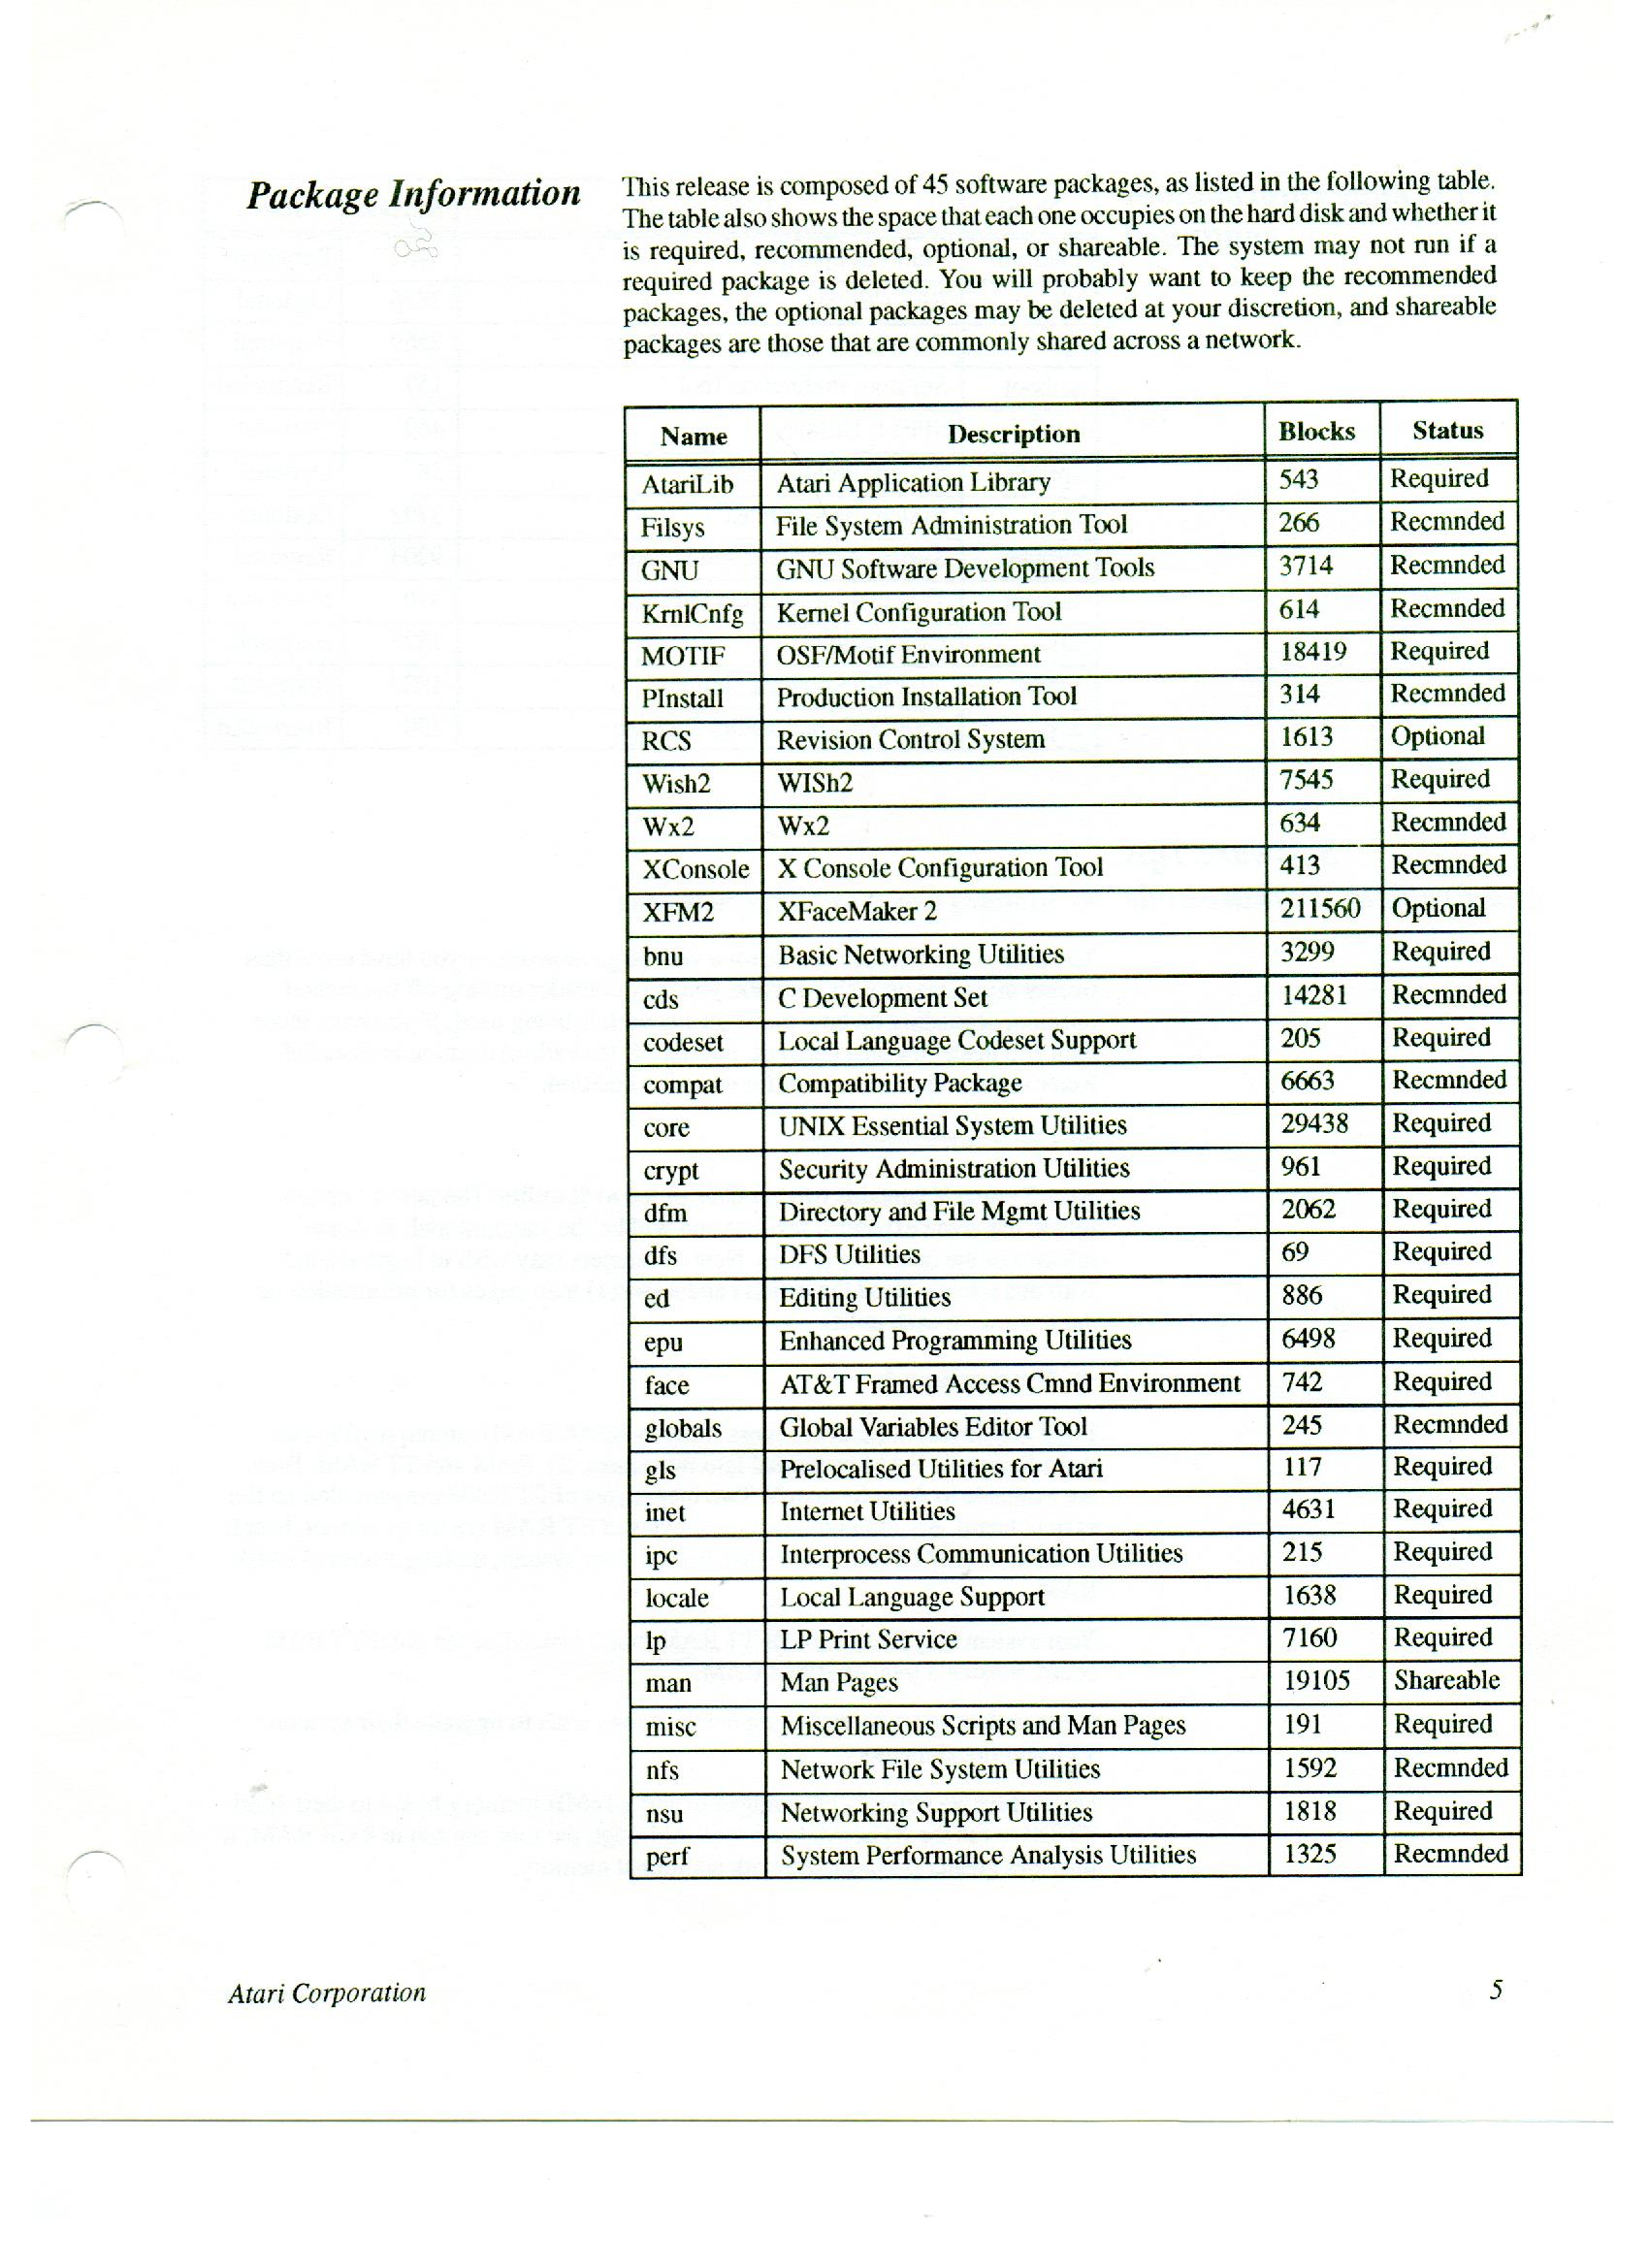 Package Information
This release is composed of 45 software packages, as listed in the following table.
The table also shows the space that each one occupies on the hard disk and whether it
is required, recommended, optional, or shareable. The system may not run if a
required package is deleted. You will probably want to keep the recommended
packages, the optional packages may be deleted at your discretion, and shareable
packages are those that are commonly shared across a network.
Name Description Blocks Status
AtariLib Atari Application Library 543 Required
Filsys File System Administration Tool 266 Recmnded
GNU GNU Software Development Tools 3714 Recmnded
KrnlCnfg Kernel Configuration Tool 614 Recmnded
MOTIF OSF/Motif Environment 18419 Required
PInstall Production Installation Tool 314 Recmnded
RCS Revision Control System 1613 Optional
Wish2 WISh2 7545 Required
Wx2 Wx2 634 Recmnded
XConsole X Console Configuration Tool 413 Recmnded
XFM2 XFaceMaker 2 211560 Optional
bnu Basic Networking Utilities 3299 Required
cds C Development Set 14281 Recmnded
codeset Local Language Codeset Support 205 Required
compat Compatibility Package 6663 Recmnded
core UNIX Essential System Utilities 29438 Required
crypt Security Administration Utilities 961 Required
dfm Directory and File Mgmt Utilities 2062 Required
dfs DFS Utilities 69 Required
ed Editing Utilities 886 Required
epu Enhanced Programming Utilities 6498 Required
face AT&T Framed Access Cmnd Environment 742 Required
globals Global Variables Editor Tool 245 Recmnded
gls Prelocalised Utilities for Atari 117 Required
inet Internet Utilities 4631 Required
ipc Interprocess Communication Utilities 215 Required
locale Local Language Support 1638 Required
lp LP Print Service 7160 Required
man Man Pages 19105 Shareable
misc Miscellaneous Scripts and Man Pages 191 Required
nfs Network File System Utilities 1592 Recmnded
nsu Networking Support Utilities 1818 Required
perf System Performance Analysis Utilities 1325 Recmnded
Atari Corporation 5